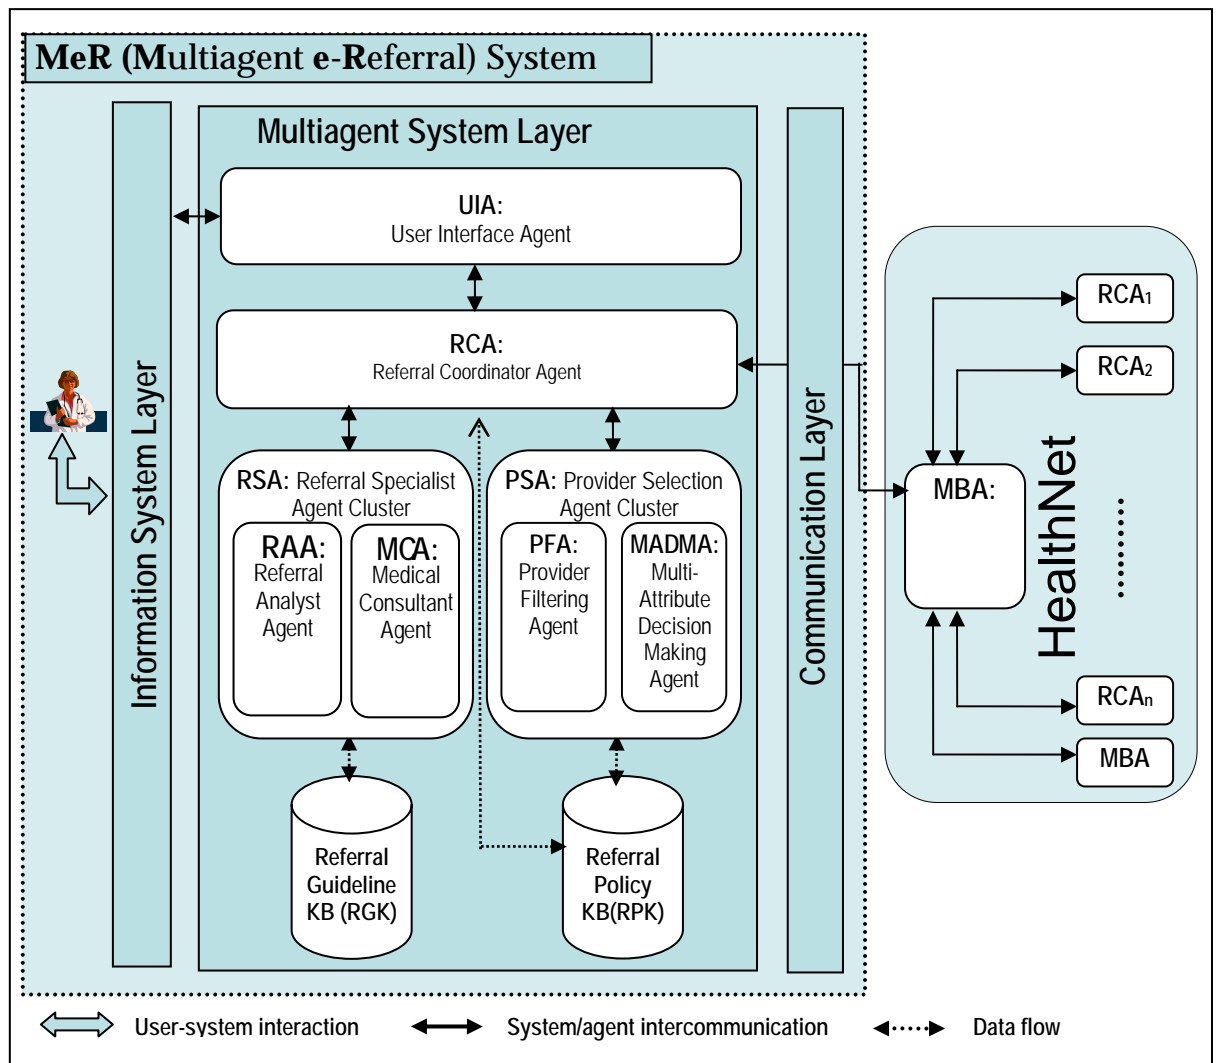 MeR (Multiagent e-Referral) System
Information System Layer
Multiagent System Layer
UIA:
User Interface Agent
RCA:
Referral Coordinator Agent
RSA: Referral Specialist
Agent Cluster
RAA:
Referral
Analyst
Agent
MCA:
Medical
Consultant
Agent
PSA: Provider Selection
Agent Cluster
PFA:
Provider
Filtering
Agent
MADMA:
Multi-
Attribute
Decision
Making
Agent
Referral
Guideline
KB (RGK)
Referral
Policy
KB(RPK)
Communication Layer
MBA:
HealthNet
RCA1
RCA2
RCAn
MBA
User-system interaction
System/agent intercommunication
Data flow